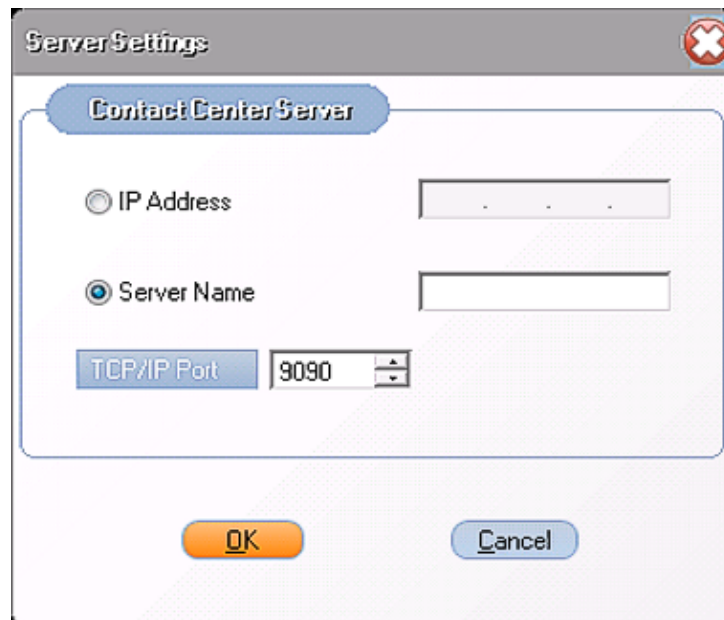 Server Settings
Contact Center Server
IP Address . . .
Server Name
TCP/IP Port 9090
OK Cancel